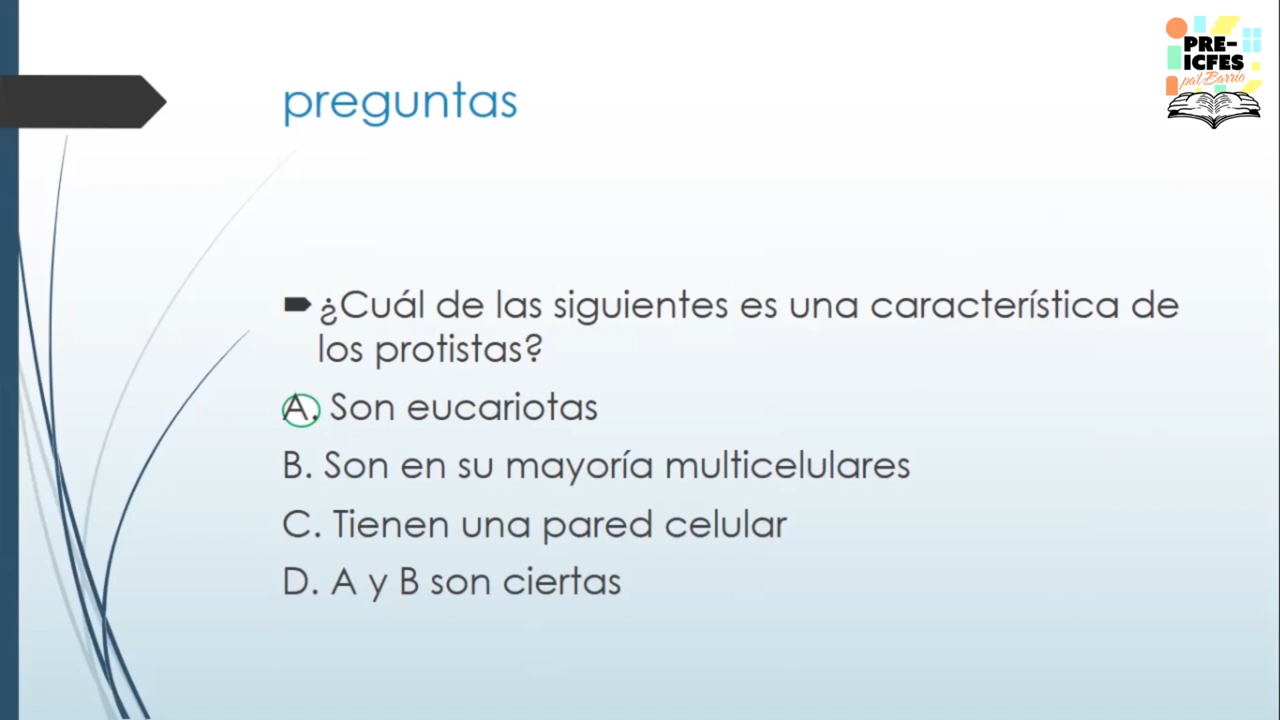 PRE-
ICFES
pa'l Barrio
preguntas
¿Cuál de las siguientes es una característica de
los protistas?
A. Son eucariotas
B. Son en su mayoría multicelulares
C. Tienen una pared celular
D. A y B son ciertas